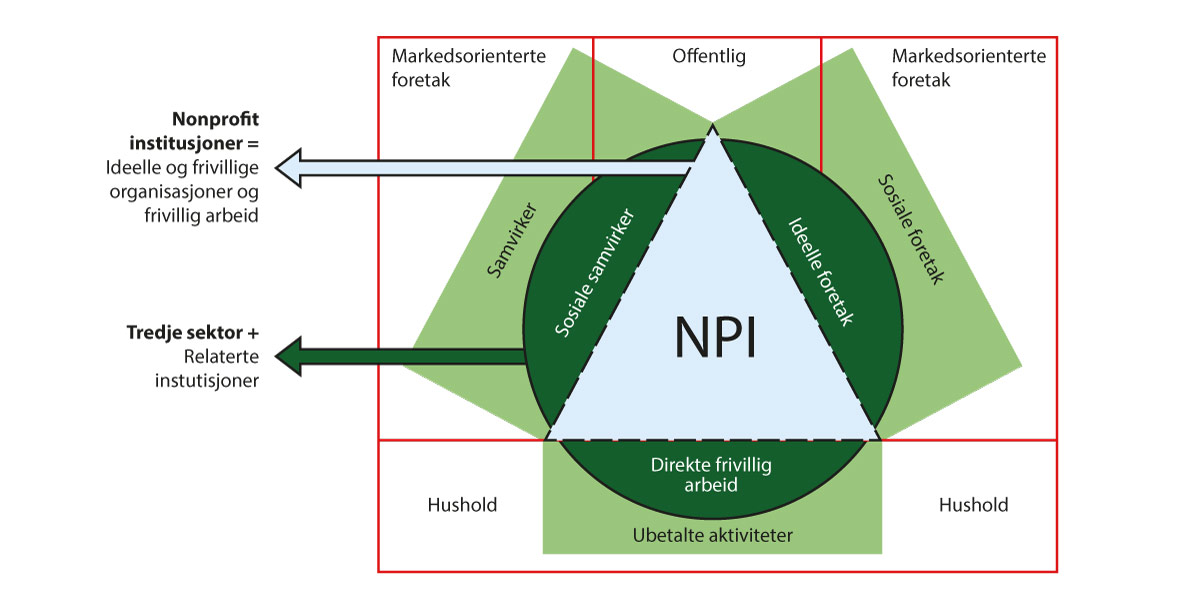 Markedsorienterte
foretak
Offentlig
Markedsorienterte
foretak
Nonprofit
institusjoner =
Ideelle og frivillige
organisasjoner og
frivillig arbeid
Samvirker
Sosiale samvirker
Ideelle foretak
Sosiale foretak
NPI
Tredje sektor +
Relaterte
instutisjoner
Direkte frivillig
arbeid
Hushold
Hushold
Ubetalte aktiviteter